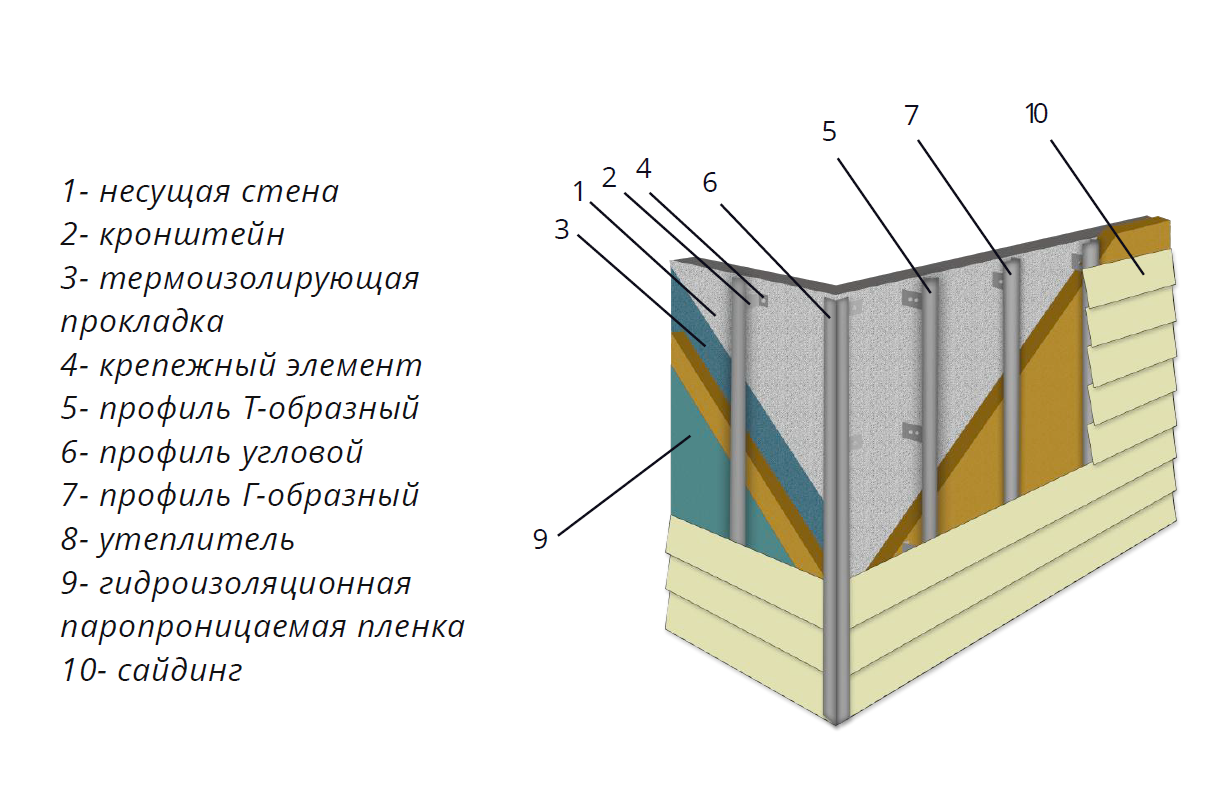 1- несущая стена
2- кронштейн
3- термоизолирующая
прокладка
4- крепежный элемент
5- профиль Т-образный
6- профиль угловой
7- профиль Г-образный
8- утеплитель
9- гидроизоляционная
паропроницаемая пленка
10- сайдинг
3
1
2
4
6
5
7
10
9